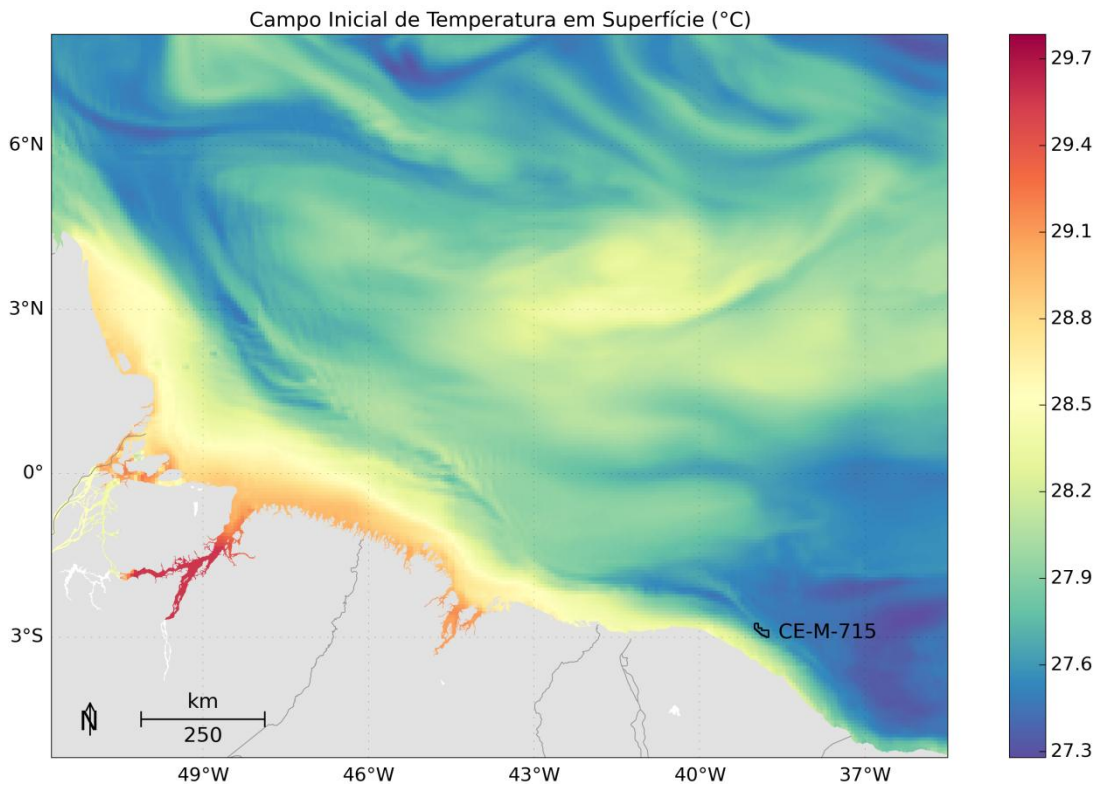 Campo Inicial de Temperatura em Superfície (°C)
6°N
3°N
0°
3°S
49°W
46°W
43°W
40°W
37°W
CE-M-715
N
km
250
29.7
29.4
29.1
28.8
28.5
28.2
27.9
27.6
27.3